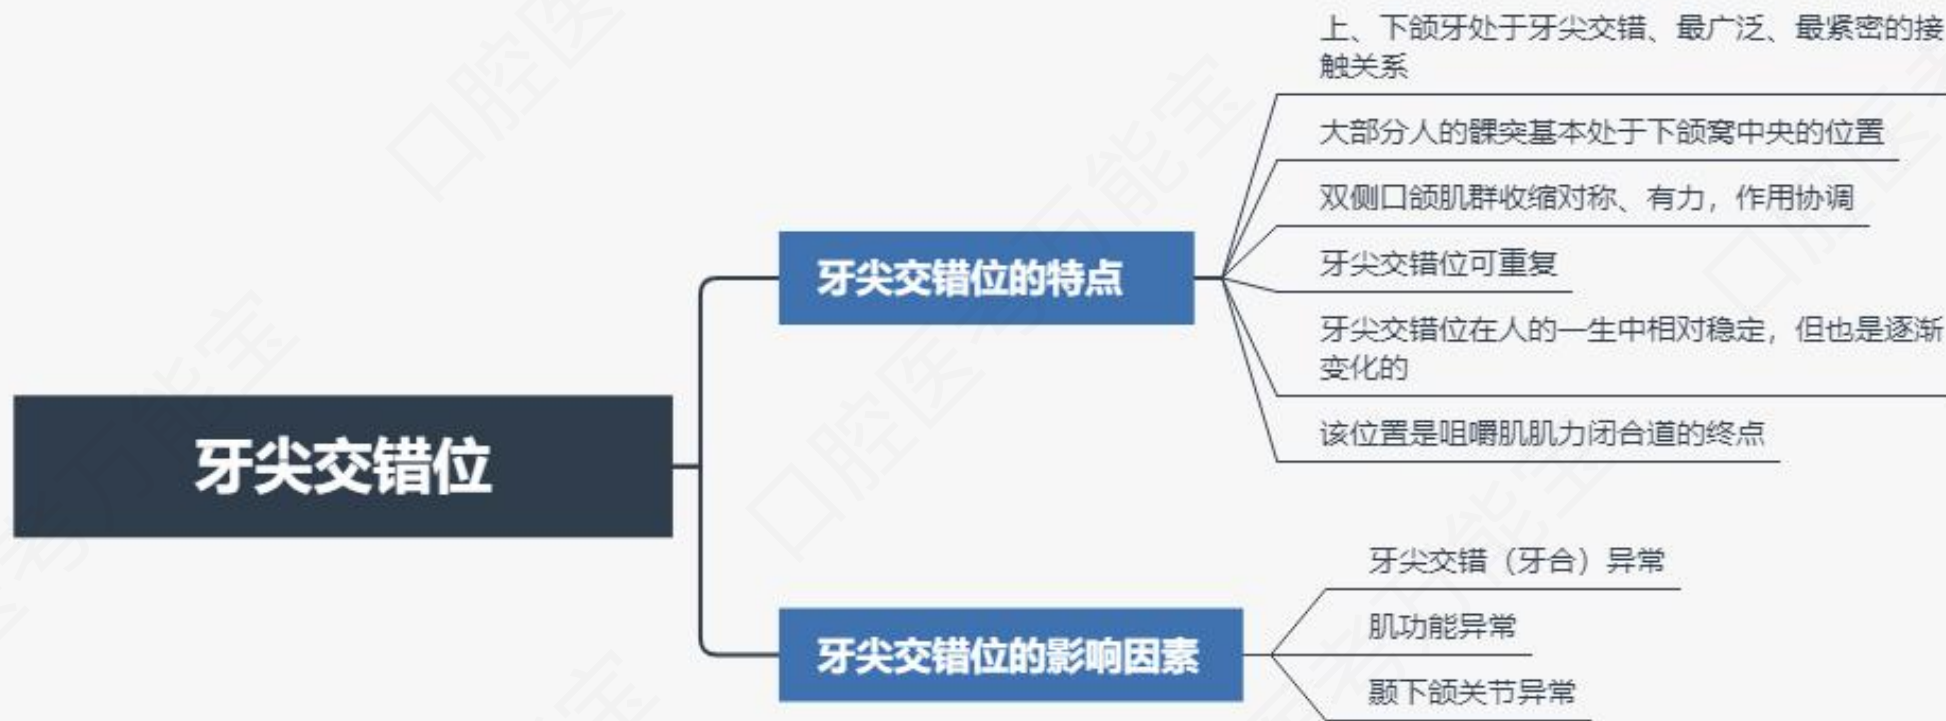 上、下颌牙处于牙尖交错、最广泛、最紧密的接
触关系
大部分人的髁突基本处于下颌窝中央的位置
双侧口颌肌群收缩对称、有力，作用协调
牙尖交错位的特点
牙尖交错位可重复
牙尖交错位在人的一生中相对稳定，但也是逐渐
变化的
该位置是咀嚼肌肌力闭合道的终点
牙尖交错位
牙尖交错（牙合）异常
肌功能异常
牙尖交错位的影响因素
颞下颌关节异常
口腔医考万能宝